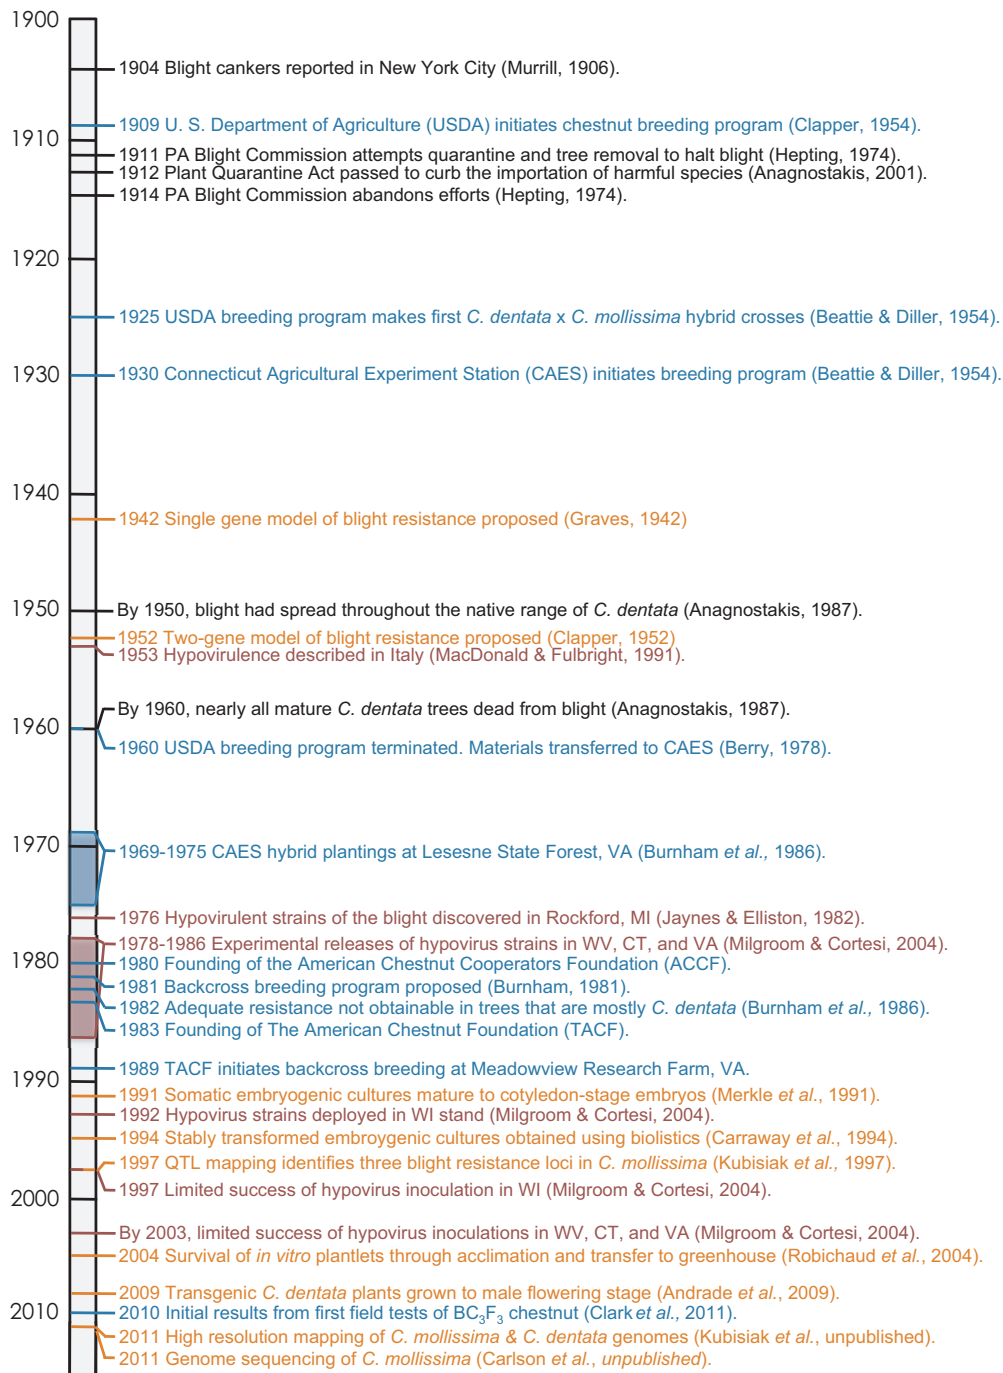 1900
1904 Blight cankers reported in New York City (Murrill, 1906).
1909 U. S. Department of Agriculture (USDA) initiates chestnut breeding program (Clapper, 1954).
1910
1911 PA Blight Commission attempts quarantine and tree removal to halt blight (Hepting, 1974).
1912 Plant Quarantine Act passed to curb the importation of harmful species (Anagnostakis, 2001).
1914 PA Blight Commission abandons efforts (Hepting, 1974).
1920
1925 USDA breeding program makes first C. dentata x C. mollissima hybrid crosses (Beattie & Diller, 1954).
1930
1930 Connecticut Agricultural Experiment Station (CAES) initiates breeding program (Beattie & Diller, 1954).
1940
1942 Single gene model of blight resistance proposed (Graves, 1942)
1950
By 1950, blight had spread throughout the native range of C. dentata (Anagnostakis, 1987).
1952 Two-gene model of blight resistance proposed (Clapper, 1952)
1953 Hypovirulence described in Italy (MacDonald & Fulbright, 1991).
By 1960, nearly all mature C. dentata trees dead from blight (Anagnostakis, 1987).
1960
1960 USDA breeding program terminated. Materials transferred to CAES (Berry, 1978).
1970
1969-1975 CAES hybrid plantings at Lesesne State Forest, VA (Burnham et al., 1986).
1976 Hypovirulent strains of the blight discovered in Rockford, MI (Jaynes & Elliston, 1982).
1978-1986 Experimental releases of hypovirus strains in WV, CT, and VA (Milgroom & Cortesi, 2004).
1980
1980 Founding of the American Chestnut Cooperators Foundation (ACCF).
1981 Backcross breeding program proposed (Burnham, 1981).
1982 Adequate resistance not obtainable in trees that are mostly C. dentata (Burnham et al., 1986).
1983 Founding of The American Chestnut Foundation (TACF).
1989 TACF initiates backcross breeding at Meadowview Research Farm, VA.
1990
1991 Somatic embryogenic cultures mature to cotyledon-stage embryos (Merkle et al., 1991).
1992 Hypovirus strains deployed in WI stand (Milgroom & Cortesi, 2004).
1994 Stably transformed embroygenic cultures obtained using biolistics (Carraway et al., 1994).
1997 QTL mapping identifies three blight resistance loci in C. mollissima (Kubisiak et al., 1997).
1997 Limited success of hypovirus inoculation in WI (Milgroom & Cortesi, 2004).
2000
By 2003, limited success of hypovirus inoculations in WV, CT, and VA (Milgroom & Cortesi, 2004).
2004 Survival of in vitro plantlets through acclimation and transfer to greenhouse (Robichaud et al., 2004).
2009 Transgenic C. dentata plants grown to male flowering stage (Andrade et al., 2009).
2010
2010 Initial results from first field tests of BC₃F₃ chestnut (Clark et al., 2011).
2011 High resolution mapping of C. mollissima & C. dentata genomes (Kubisiak et al., unpublished).
2011 Genome sequencing of C. mollissima (Carlson et al., unpublished).